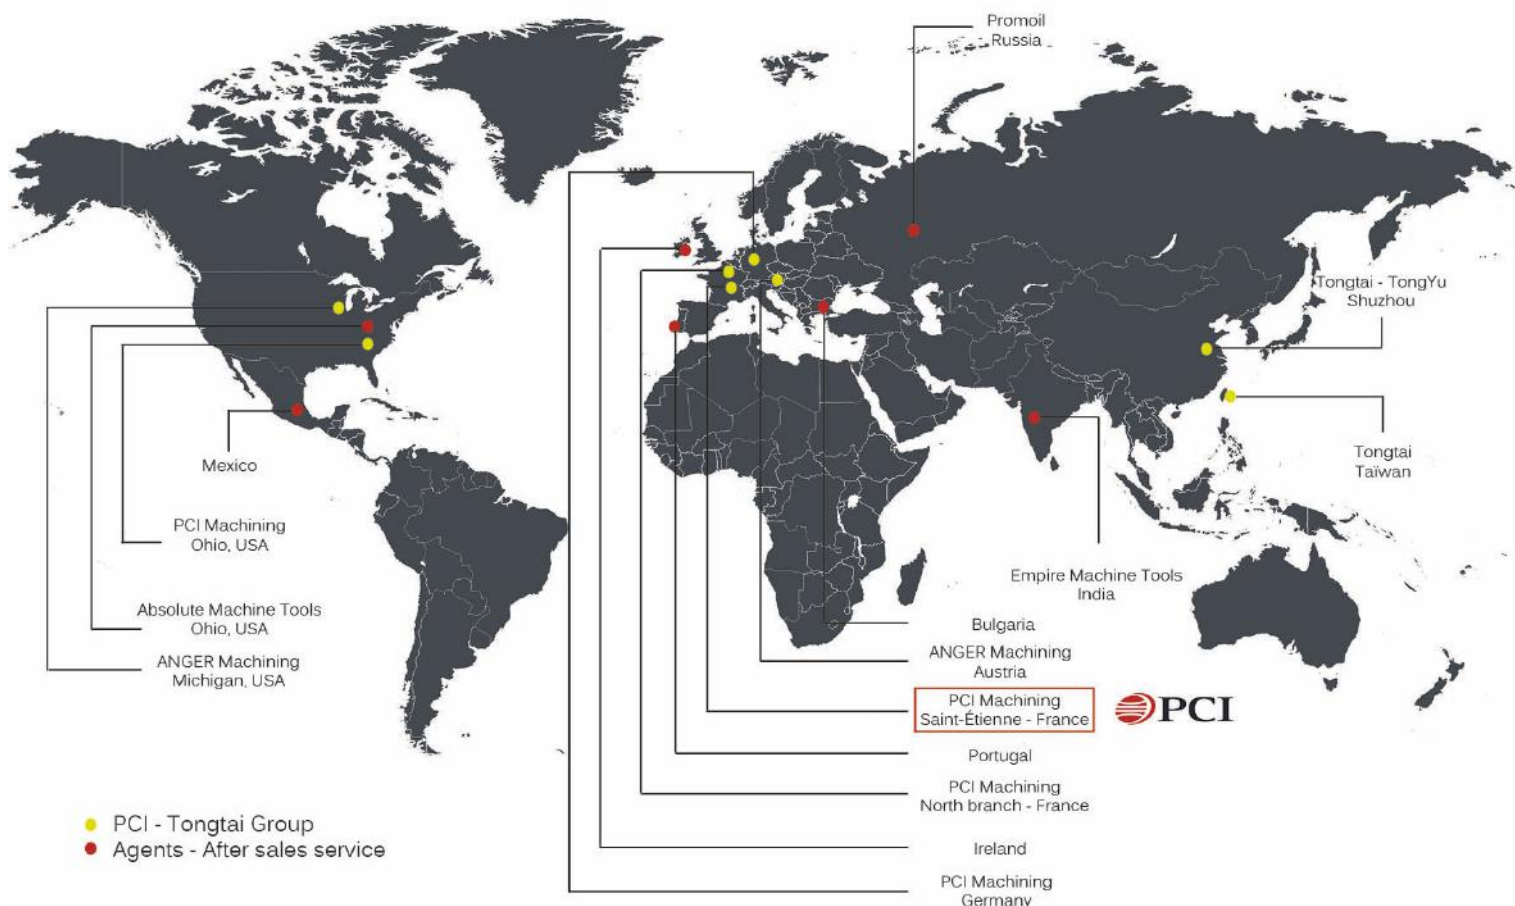 Promoil
Russia
Tongtai - TongYu
Shuzhou
Tongtai
Taïwan
Mexico
PCI Machining
Ohio, USA
Absolute Machine Tools
Ohio, USA
ANGER Machining
Michigan, USA
Empire Machine Tools
India
Bulgaria
ANGER Machining
Austria
PCI Machining
Saint-Étienne - France
PCI
Portugal
PCI Machining
North branch - France
Ireland
PCI Machining
Germany
PCI - Tongtai Group
Agents - After sales service